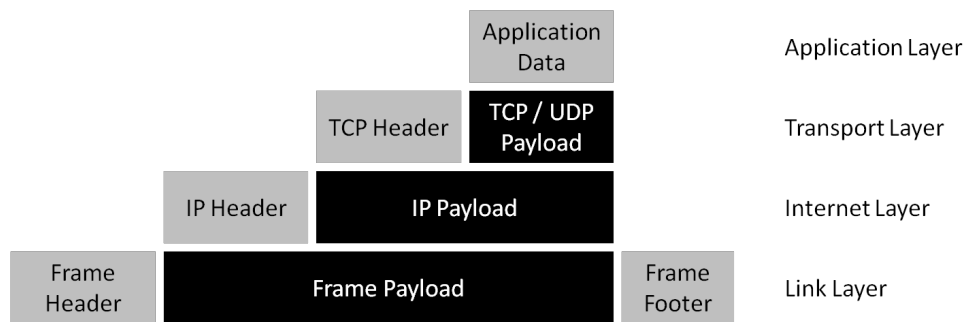 Application
Data
Application Layer
TCP Header
TCP / UDP
Payload
Transport Layer
IP Header
IP Payload
Internet Layer
Frame
Header
Frame Payload
Frame
Footer
Link Layer